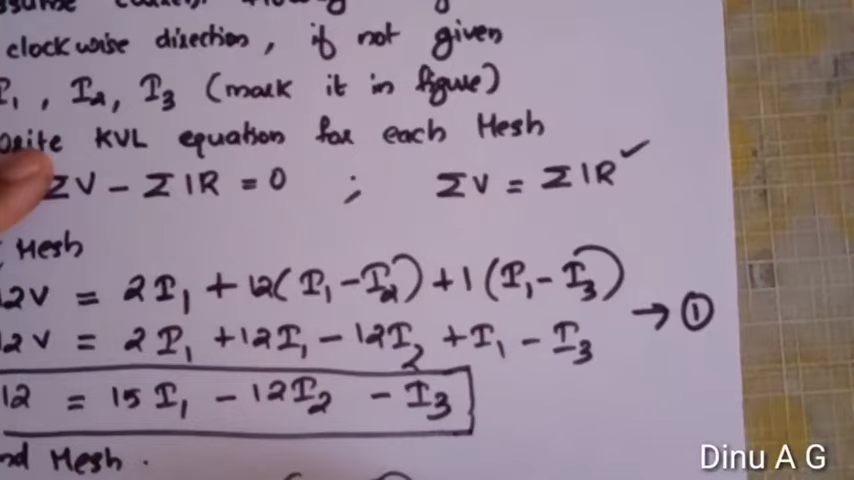 clockwise direction, if not given
I₁, I₂, I₃ (mark it in figure)
KVL equation for each Mesh
ΣV - ΣIR = 0 ; ΣV = ΣIR ✓
Mesh
2V = 2I₁ + 12(I₁ - I₂) + 1(I₁ - I₃)
2V = 2I₁ + 12I₁ - 12I₂ + I₁ - I₃ → ①
12 = 15I₁ - 12I₂ - I₃
nd Mesh.
Dinu A G